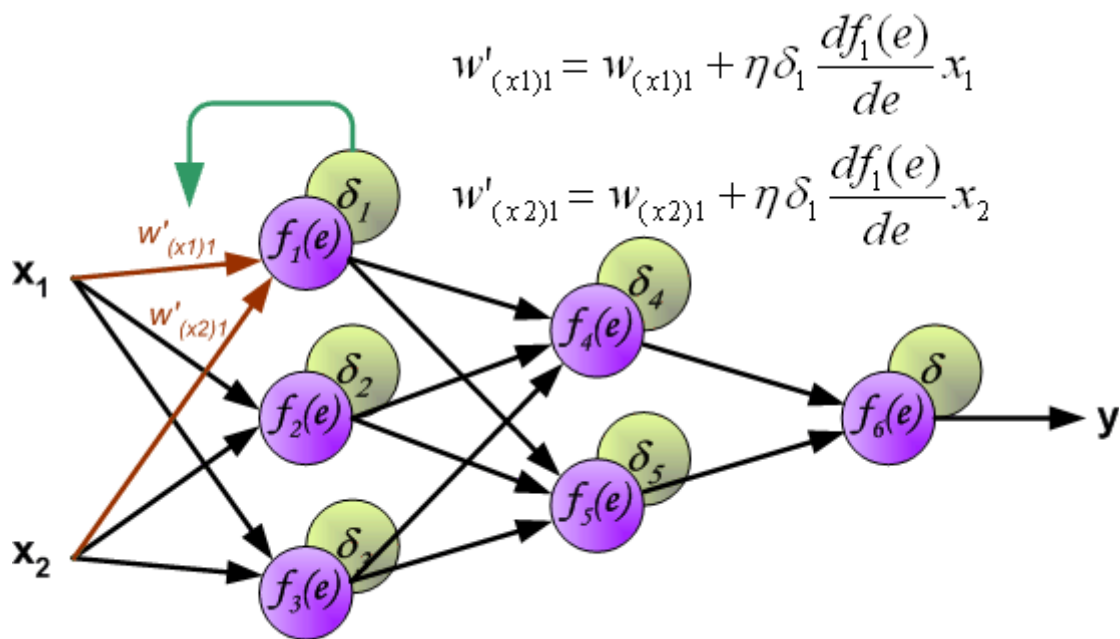 w'(x1)1 = w(x1)1 + ηδ1 df1(e)/de x1
w'(x2)1 = w(x2)1 + ηδ1 df1(e)/de x2
δ1
f1(e)
w'(x1)1
x1
w'(x2)1
δ4
f4(e)
δ2
f2(e)
δ
f6(e)
y
δ5
f5(e)
x2
δ3
f3(e)